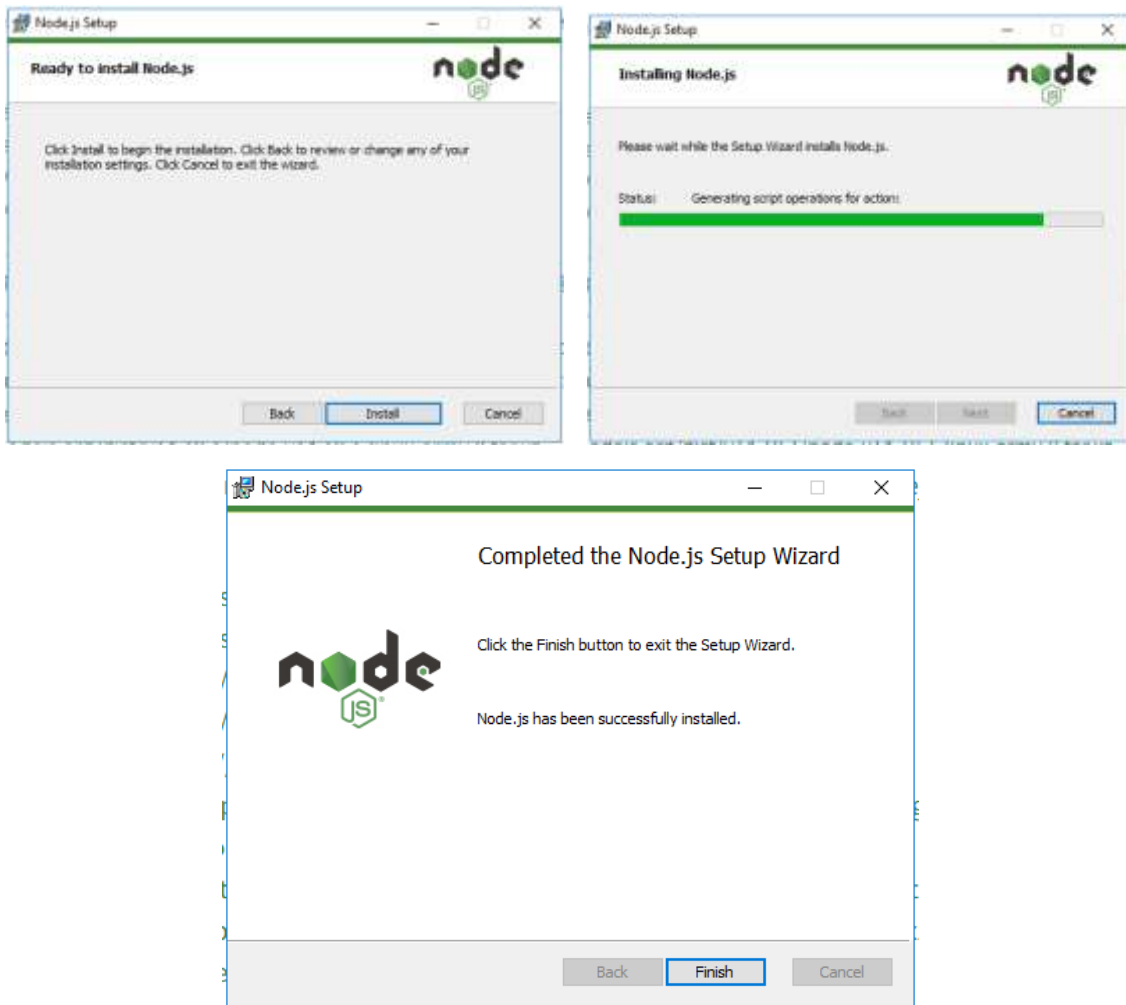 Node.js Setup
Ready to install Node.js
node
JS
Click Install to begin the installation. Click Back to review or change any of your
installation settings. Click Cancel to exit the wizard.
Back
Install
Cancel
Node.js Setup
Installing Node.js
node
JS
Please wait while the Setup Wizard installs Node.js.
Status: Generating script operations for action:
Back
Next
Cancel
Node.js Setup
Completed the Node.js Setup Wizard
node
JS
Click the Finish button to exit the Setup Wizard.
Node.js has been successfully installed.
Back
Finish
Cancel